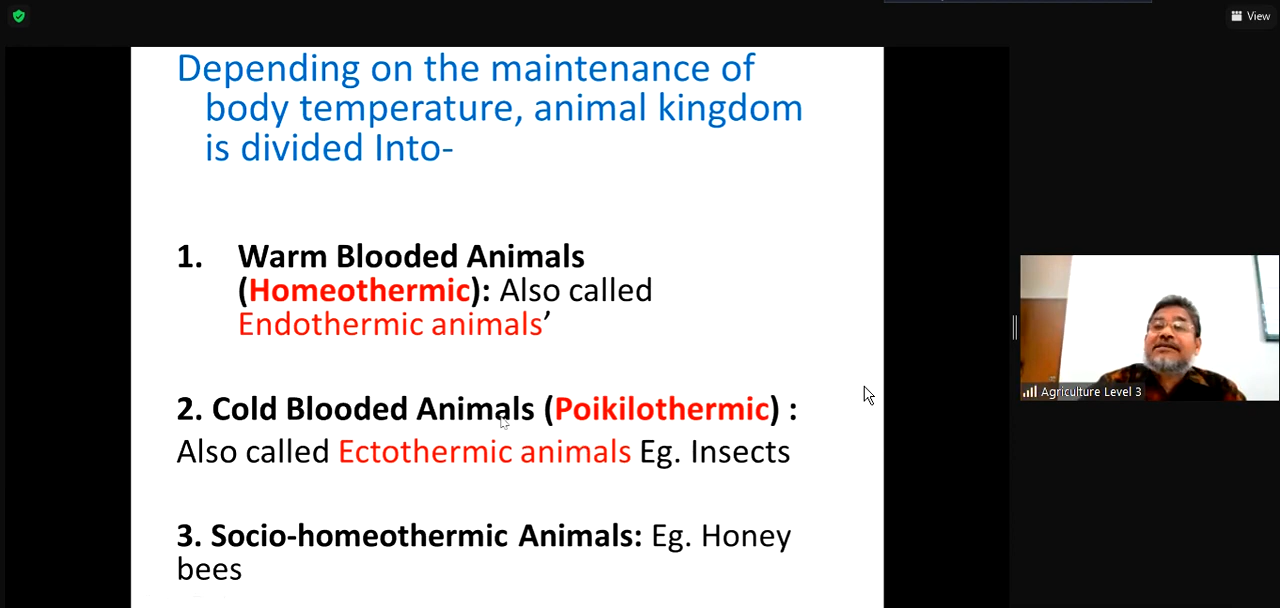 View
Depending on the maintenance of
body temperature, animal kingdom
is divided Into-
1. Warm Blooded Animals
(Homeothermic): Also called
Endothermic animals’
2. Cold Blooded Animals (Poikilothermic) :
Also called Ectothermic animals Eg. Insects
3. Socio-homeothermic Animals: Eg. Honey
bees
Agriculture Level 3